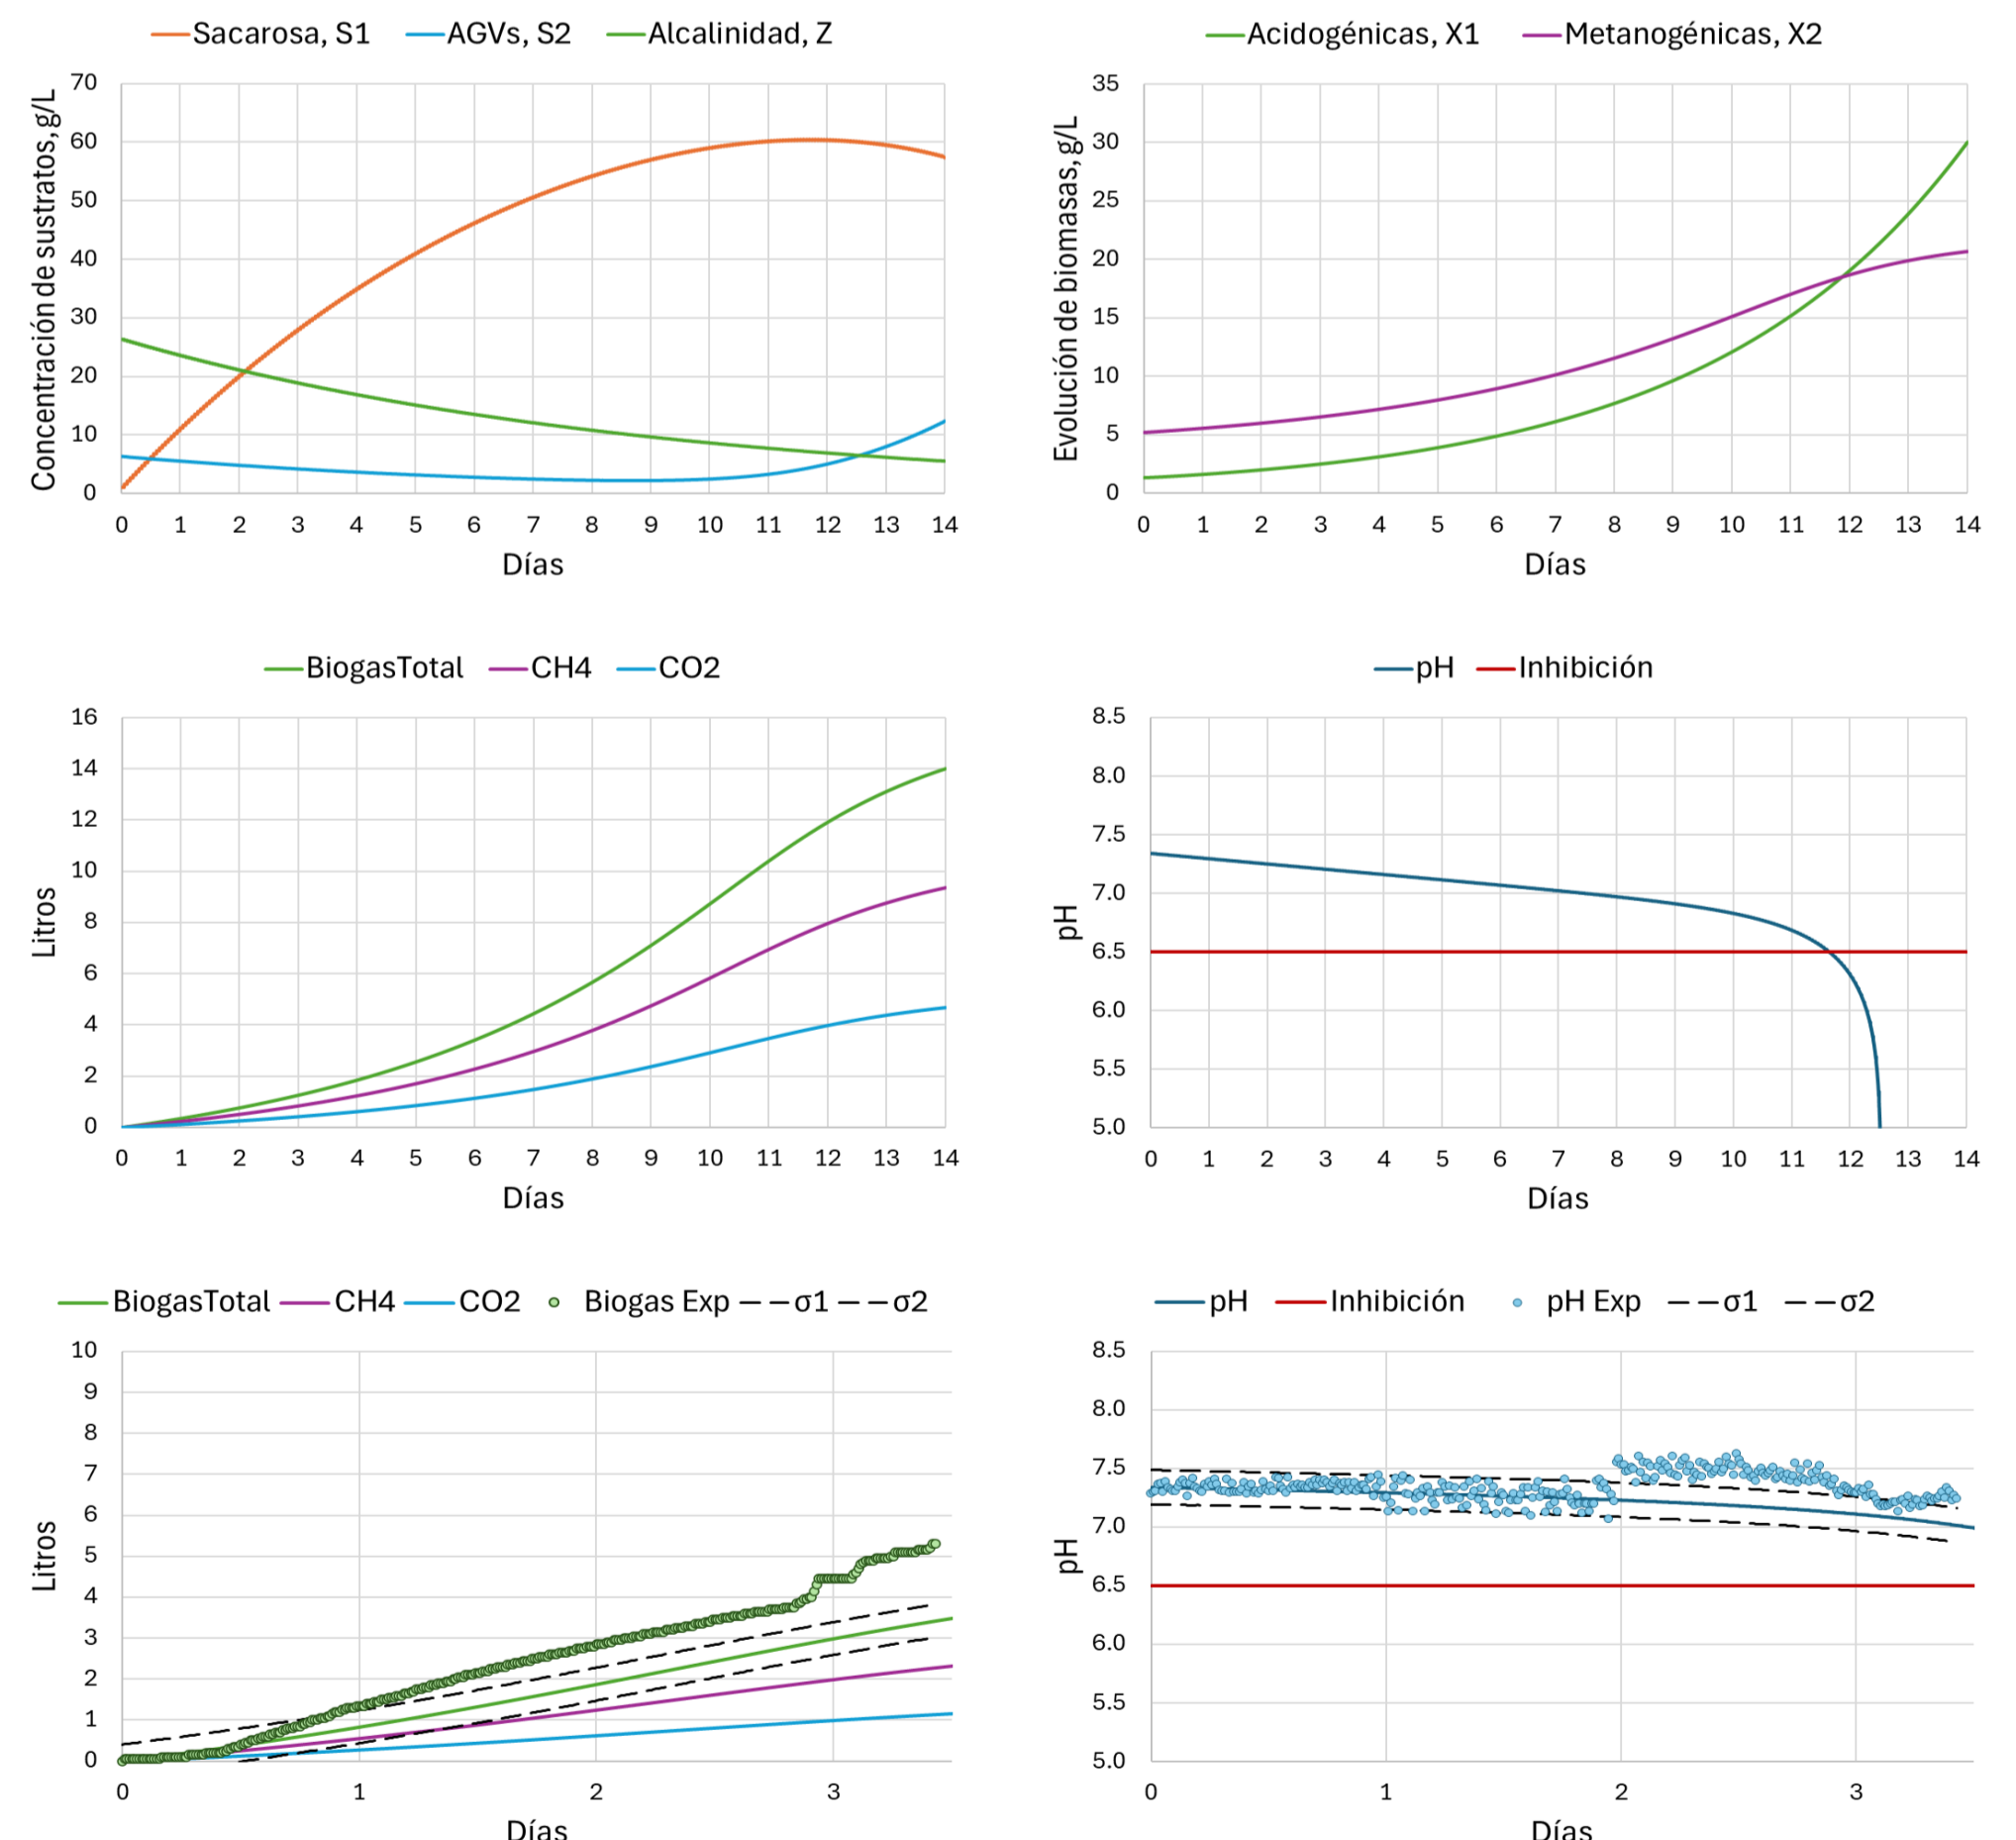 Sacarosa, S1 AGVs, S2 Alcalinidad, Z
Concentración de sustratos, g/L
70
60
50
40
30
20
10
0
0 1 2 3 4 5 6 7 8 9 10 11 12 13 14
Días
Acidogénicas, X1 Metanogénicas, X2
Evolución de biomasas, g/L
35
30
25
20
15
10
5
0
0 1 2 3 4 5 6 7 8 9 10 11 12 13 14
Días
BiogasTotal CH4 CO2
Litros
16
14
12
10
8
6
4
2
0
0 1 2 3 4 5 6 7 8 9 10 11 12 13 14
Días
pH Inhibición
pH
8.5
8.0
7.5
7.0
6.5
6.0
5.5
5.0
0 1 2 3 4 5 6 7 8 9 10 11 12 13 14
Días
BiogasTotal CH4 CO2 Biogas Exp σ1 σ2
Litros
10
9
8
7
6
5
4
3
2
1
0
0 1 2 3
Días
pH Inhibición pH Exp σ1 σ2
pH
8.5
8.0
7.5
7.0
6.5
6.0
5.5
5.0
0 1 2 3
Días